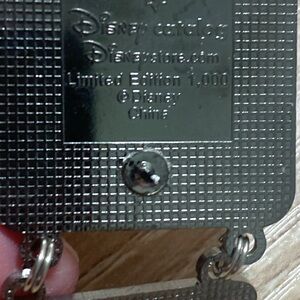 Disney catalog
Disneystore.com
Limited Edition 1,000
©Disney
China